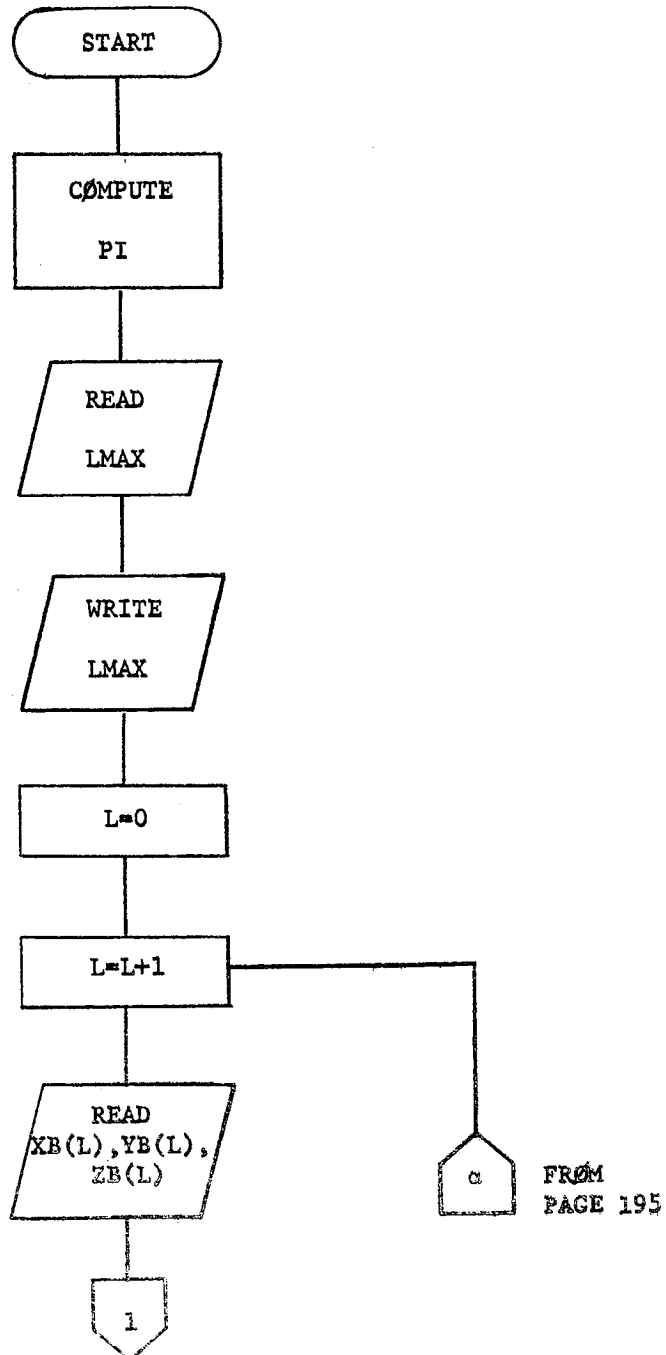 START
CØMPUTE
PI
READ
LMAX
WRITE
LMAX
L=0
L=L+1
READ
XB(L),YB(L),
ZB(L)
α
FRØM
PAGE 195
1